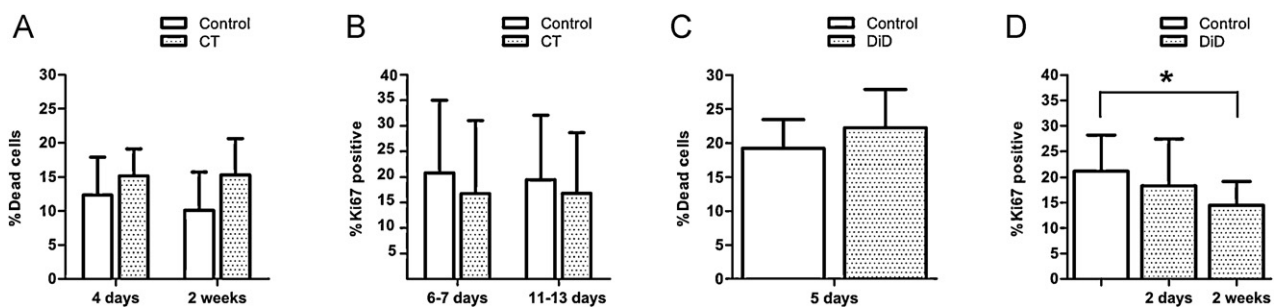 A
Control
CT
%Dead cells
30
25
20
15
10
5
0
4 days
2 weeks
B
Control
CT
%Ki67 positive
40
35
30
25
20
15
10
5
6-7 days
11-13 days
C
Control
DiD
%Dead cells
30
25
20
15
10
5
0
5 days
D
Control
DiD
*
%Ki67 positive
40
35
30
25
20
15
10
5
0
2 days
2 weeks